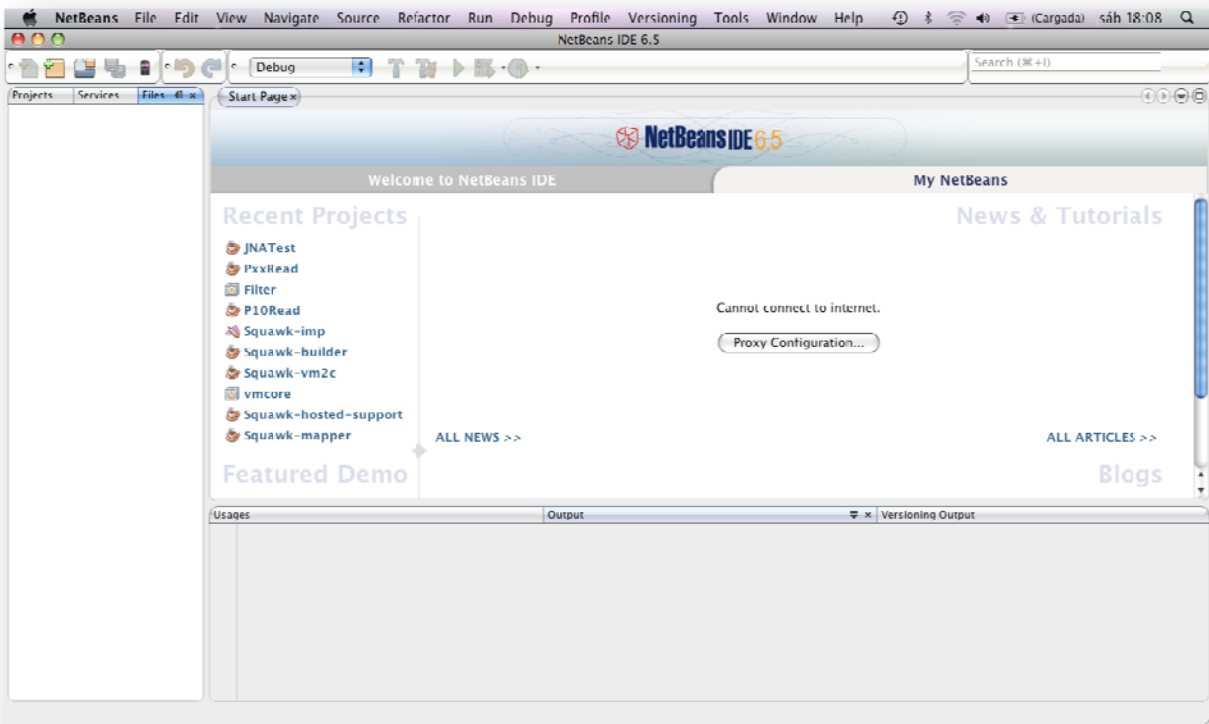 NetBeans File Edit View Navigate Source Refactor Run Debug Profile Versioning Tools Window Help (Cargada) sáb 18:08
NetBeans IDE 6.5
Debug
Search (⌘+I)
Projects Services Files
Start Page
NetBeans IDE 6.5
Welcome to NetBeans IDE
My NetBeans
Recent Projects
JNATest
PxxRead
Filter
P10Read
Squawk-imp
Squawk-builder
Squawk-vm2c
vmcore
Squawk-hosted-support
Squawk-mapper
News & Tutorials
Cannot connect to internet.
Proxy Configuration...
ALL NEWS >>
ALL ARTICLES >>
Featured Demo
Blogs
Usages
Output
Versioning Output